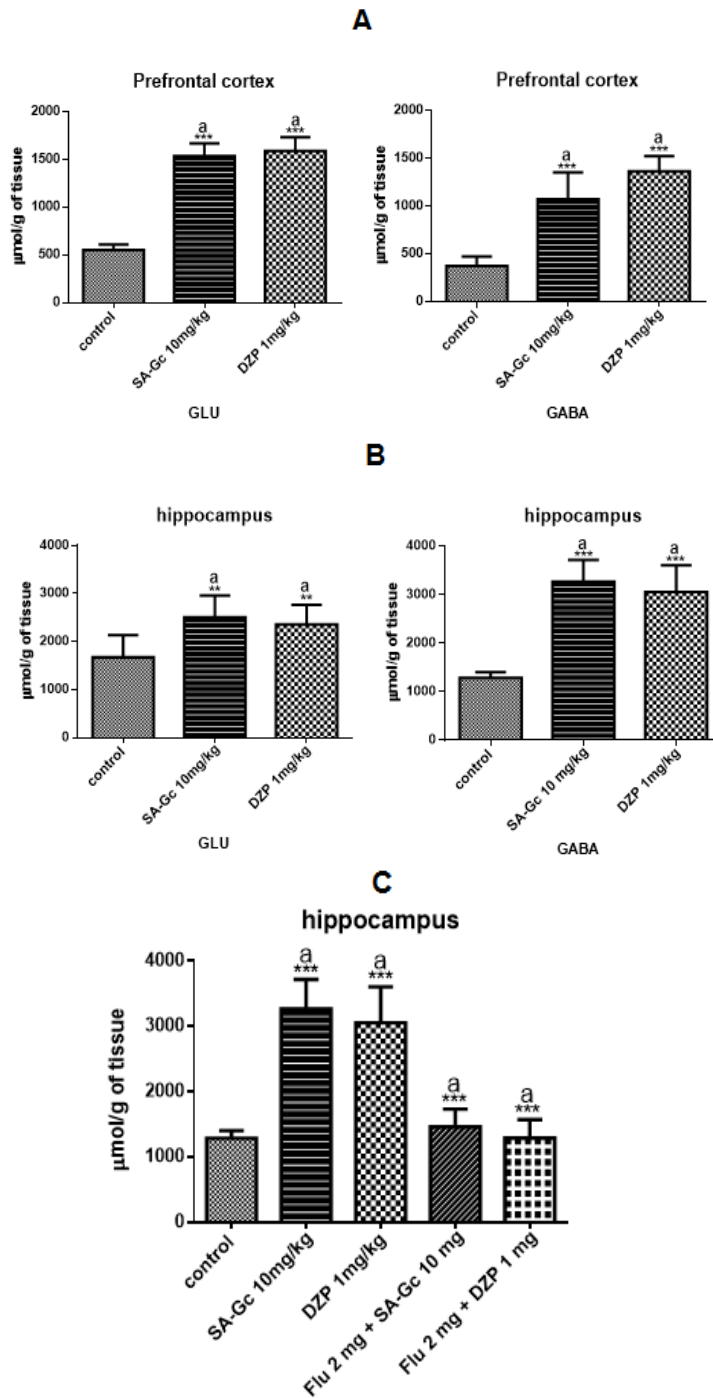 A
Prefrontal cortex
µmol/g of tissue
2000
1500
1000
500
0
a
***
a
***
control
SA-Gc 10mg/kg
DZP 1mg/kg
GLU
Prefrontal cortex
µmol/g of tissue
2000
1500
1000
500
0
a
***
a
***
control
SA-Gc 10mg/kg
DZP 1mg/kg
GABA
B
hippocampus
µmol/g of tissue
4000
3000
2000
1000
0
a
**
a
**
control
SA-Gc 10mg/kg
DZP 1mg/kg
GLU
hippocampus
µmol/g of tissue
4000
3000
2000
1000
0
a
***
a
***
control
SA-Gc 10 mg/kg
DZP 1mg/kg
GABA
C
hippocampus
µmol/g of tissue
4000
3000
2000
1000
0
a
***
a
***
a
***
a
***
control
SA-Gc 10mg/kg
DZP 1mg/kg
Flu 2 mg + SA-Gc 10 mg
Flu 2 mg + DZP 1 mg